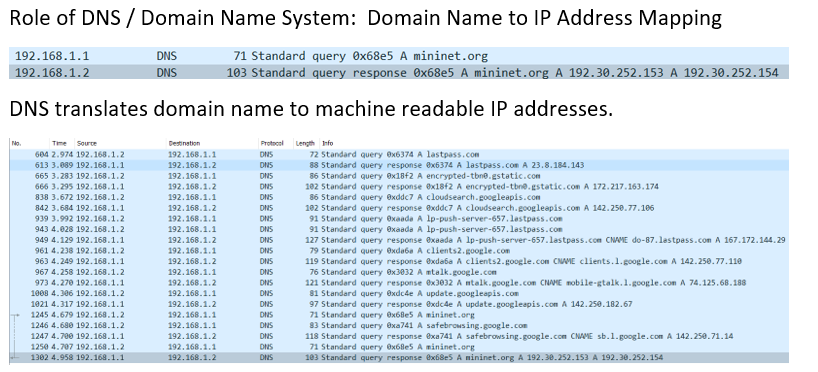 Role of DNS / Domain Name System: Domain Name to IP Address Mapping
192.168.1.1 DNS 71 Standard query 0x68e5 A mininet.org
192.168.1.2 DNS 103 Standard query response 0x68e5 A mininet.org A 192.30.252.153 A 192.30.252.154
DNS translates domain name to machine readable IP addresses.
No. Time Source Destination Protocol Length Info
604 2.974 192.168.1.2 192.168.1.1 DNS 72 Standard query 0x6374 A lastpass.com
613 3.089 192.168.1.1 192.168.1.2 DNS 88 Standard query response 0x6374 A lastpass.com A 23.8.184.143
665 3.283 192.168.1.2 192.168.1.1 DNS 86 Standard query 0x18f2 A encrypted-tbn0.gstatic.com
666 3.295 192.168.1.1 192.168.1.2 DNS 102 Standard query response 0x18f2 A encrypted-tbn0.gstatic.com A 172.217.163.174
838 3.672 192.168.1.2 192.168.1.1 DNS 86 Standard query 0xddc7 A cloudsearch.googleapis.com
842 3.684 192.168.1.1 192.168.1.2 DNS 102 Standard query response 0xddc7 A cloudsearch.googleapis.com A 142.250.77.106
939 3.992 192.168.1.2 192.168.1.1 DNS 91 Standard query 0xaada A lp-push-server-657.lastpass.com
943 4.028 192.168.1.2 192.168.1.1 DNS 91 Standard query 0xaada A lp-push-server-657.lastpass.com
949 4.129 192.168.1.1 192.168.1.2 DNS 127 Standard query response 0xaada A lp-push-server-657.lastpass.com CNAME do-87.lastpass.com A 167.172.144.29
961 4.238 192.168.1.2 192.168.1.1 DNS 79 Standard query 0xda6a A clients2.google.com
963 4.249 192.168.1.1 192.168.1.2 DNS 119 Standard query response 0xda6a A clients2.google.com CNAME clients.l.google.com A 142.250.77.110
967 4.258 192.168.1.2 192.168.1.1 DNS 76 Standard query 0x3032 A mtalk.google.com
973 4.270 192.168.1.1 192.168.1.2 DNS 121 Standard query response 0x3032 A mtalk.google.com CNAME mobile-gtalk.l.google.com A 74.125.68.188
1008 4.306 192.168.1.2 192.168.1.1 DNS 81 Standard query 0xdc4e A update.googleapis.com
1021 4.317 192.168.1.1 192.168.1.2 DNS 97 Standard query response 0xdc4e A update.googleapis.com A 142.250.182.67
1245 4.679 192.168.1.2 192.168.1.1 DNS 71 Standard query 0x68e5 A mininet.org
1246 4.680 192.168.1.2 192.168.1.1 DNS 83 Standard query 0xa741 A safebrowsing.google.com
1247 4.700 192.168.1.1 192.168.1.2 DNS 118 Standard query response 0xa741 A safebrowsing.google.com CNAME sb.l.google.com A 142.250.71.14
1250 4.707 192.168.1.2 192.168.1.1 DNS 71 Standard query 0x68e5 A mininet.org
1302 4.958 192.168.1.1 192.168.1.2 DNS 103 Standard query response 0x68e5 A mininet.org A 192.30.252.153 A 192.30.252.154